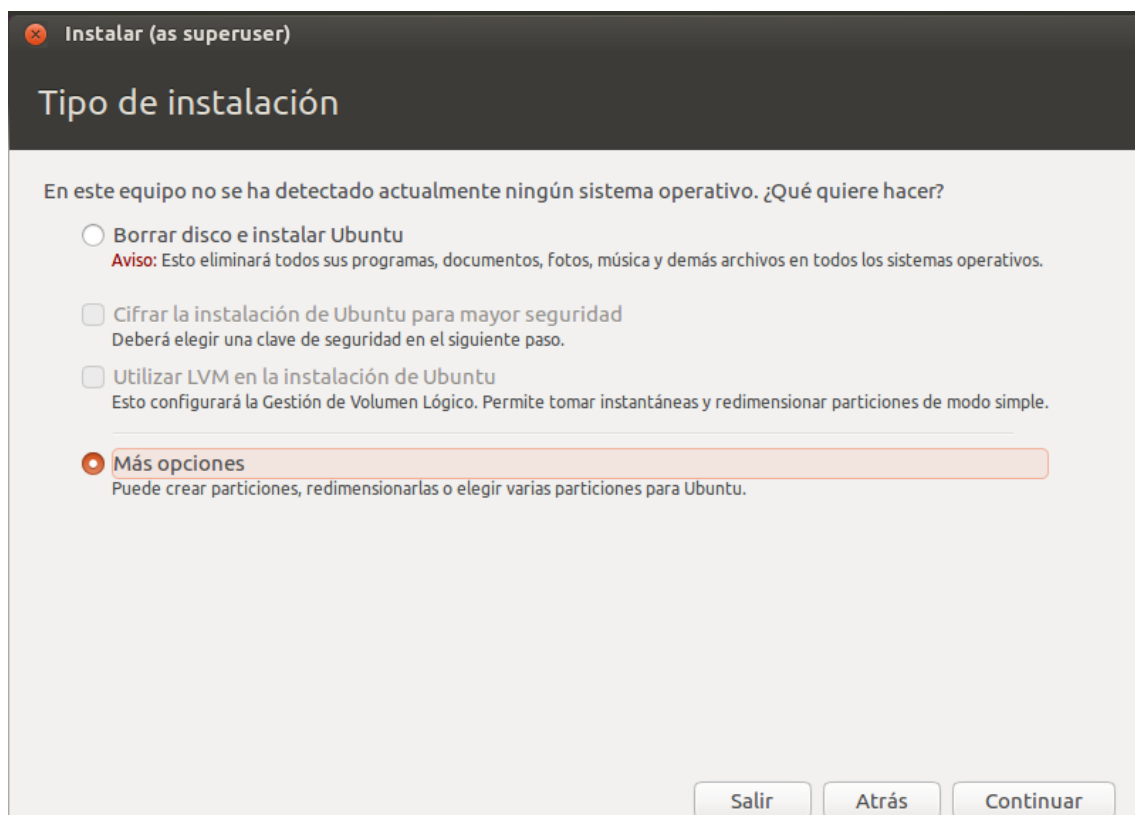 Instalar (as superuser)
Tipo de instalación
En este equipo no se ha detectado actualmente ningún sistema operativo. ¿Qué quiere hacer?
Borrar disco e instalar Ubuntu
Aviso: Esto eliminará todos sus programas, documentos, fotos, música y demás archivos en todos los sistemas operativos.
Cifrar la instalación de Ubuntu para mayor seguridad
Deberá elegir una clave de seguridad en el siguiente paso.
Utilizar LVM en la instalación de Ubuntu
Esto configurará la Gestión de Volumen Lógico. Permite tomar instantáneas y redimensionar particiones de modo simple.
Más opciones
Puede crear particiones, redimensionarlas o elegir varias particiones para Ubuntu.
Salir Atrás Continuar